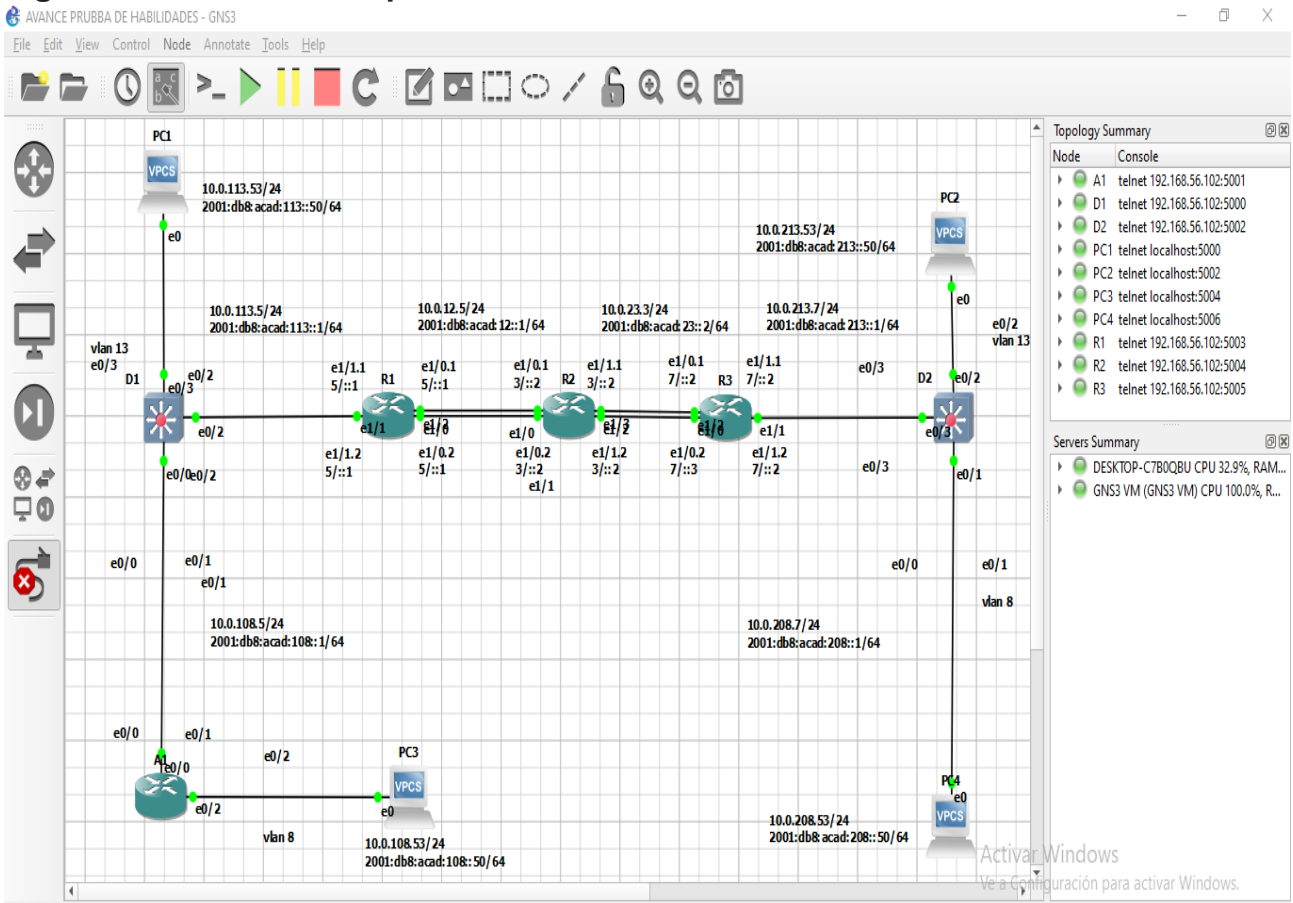 AVANCE PRUBBA DE HABILIDADES - GNS3
File Edit View Control Node Annotate Tools Help
PC1
VPCS
10.0.113.53/24
2001:db8:acad:113::50/64
e0
PC2
VPCS
10.0.213.53/24
2001:db8:acad:213::50/64
e0
10.0.113.5/24
2001:db8:acad:113::1/64
10.0.12.5/24
2001:db8:acad:12::1/64
10.0.23.3/24
2001:db8:acad:23::2/64
10.0.213.7/24
2001:db8:acad:213::1/64
e0/2
vlan 13
vlan 13
e0/3
D1
e0/2
e0/3
e1/1.1
5/::1
R1
e1/0.1
5/::1
e1/0.1
3/::2
R2
e1/1.1
3/::2
e1/0.1
7/::2
R3
e1/1.1
7/::2
e0/3
D2
e0/2
e0/2
e1/1
e1/0
e1/1
e0/3
e1/1.2
5/::1
e1/0.2
5/::1
e1/0.2
3/::2
e1/1
e1/1.2
3/::2
e1/0.2
7/::3
e1/1.2
7/::2
e0/3
e0/0
e0/2
e0/1
e0/0
e0/1
e0/1
e0/0
e0/1
vlan 8
10.0.108.5/24
2001:db8:acad:108::1/64
10.0.208.7/24
2001:db8:acad:208::1/64
e0/0
e0/1
e0/2
A1
e0/0
e0/2
vlan 8
PC3
VPCS
e0
10.0.108.53/24
2001:db8:acad:108::50/64
PC4
e0
VPCS
10.0.208.53/24
2001:db8:acad:208::50/64
Topology Summary
Node Console
A1 telnet 192.168.56.102:5001
D1 telnet 192.168.56.102:5000
D2 telnet 192.168.56.102:5002
PC1 telnet localhost:5000
PC2 telnet localhost:5002
PC3 telnet localhost:5004
PC4 telnet localhost:5006
R1 telnet 192.168.56.102:5003
R2 telnet 192.168.56.102:5004
R3 telnet 192.168.56.102:5005
Servers Summary
DESKTOP-C7B0QBU CPU 32.9%, RAM...
GNS3 VM (GNS3 VM) CPU 100.0%, R...
Activar Windows
Ve a Configuración para activar Windows.